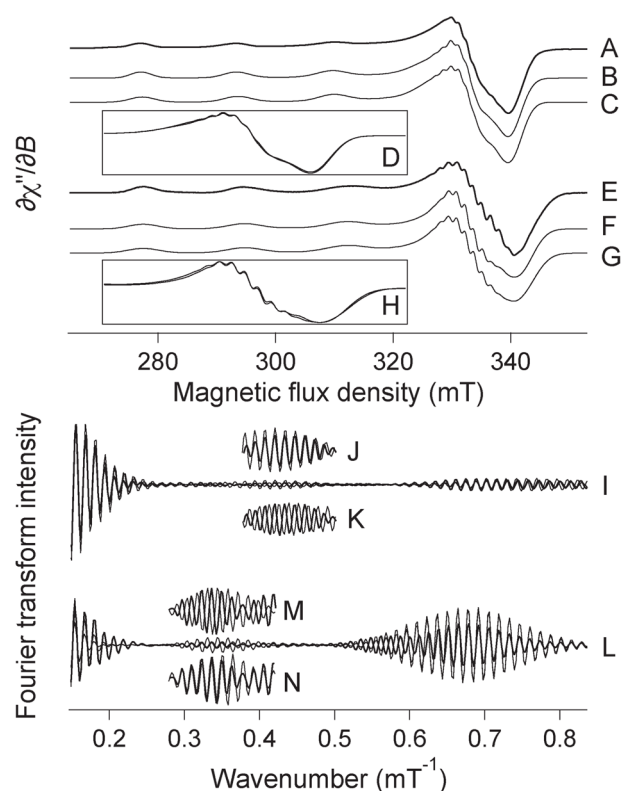 ∂χ"/∂B
A
B
C
D
E
F
G
H
280 300 320 340
Magnetic flux density (mT)
Fourier transform intensity
J
I
K
M
L
N
0.2 0.3 0.4 0.5 0.6 0.7 0.8
Wavenumber (mT⁻¹)